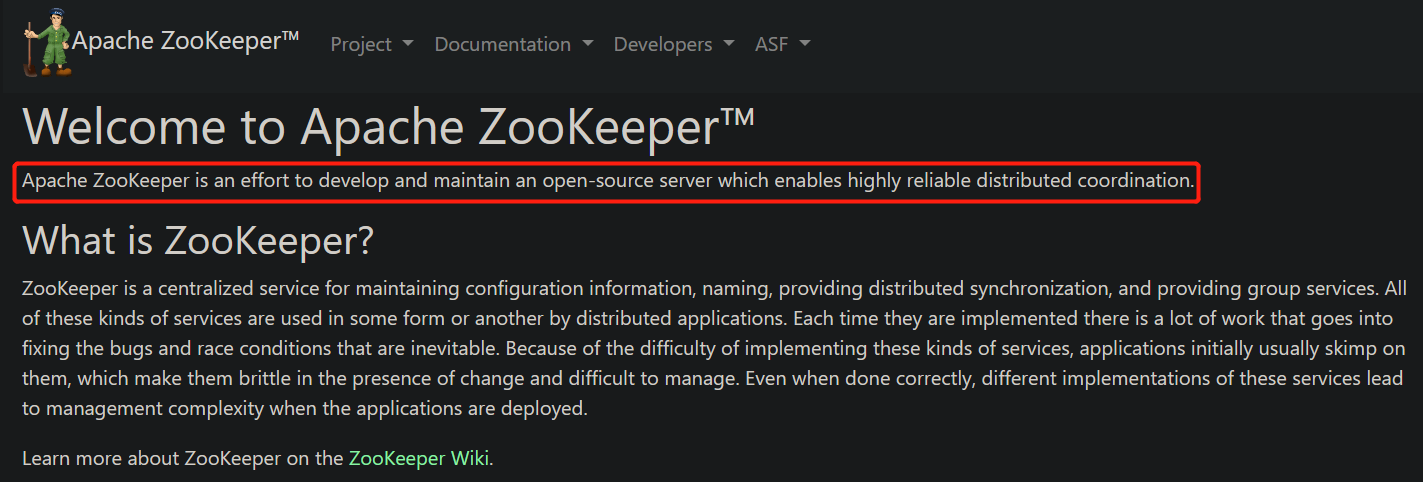 Apache ZooKeeper™ Project Documentation Developers ASF
Welcome to Apache ZooKeeper™
Apache ZooKeeper is an effort to develop and maintain an open-source server which enables highly reliable distributed coordination.
What is ZooKeeper?
ZooKeeper is a centralized service for maintaining configuration information, naming, providing distributed synchronization, and providing group services. All
of these kinds of services are used in some form or another by distributed applications. Each time they are implemented there is a lot of work that goes into
fixing the bugs and race conditions that are inevitable. Because of the difficulty of implementing these kinds of services, applications initially usually skimp on
them, which make them brittle in the presence of change and difficult to manage. Even when done correctly, different implementations of these services lead
to management complexity when the applications are deployed.
Learn more about ZooKeeper on the ZooKeeper Wiki.